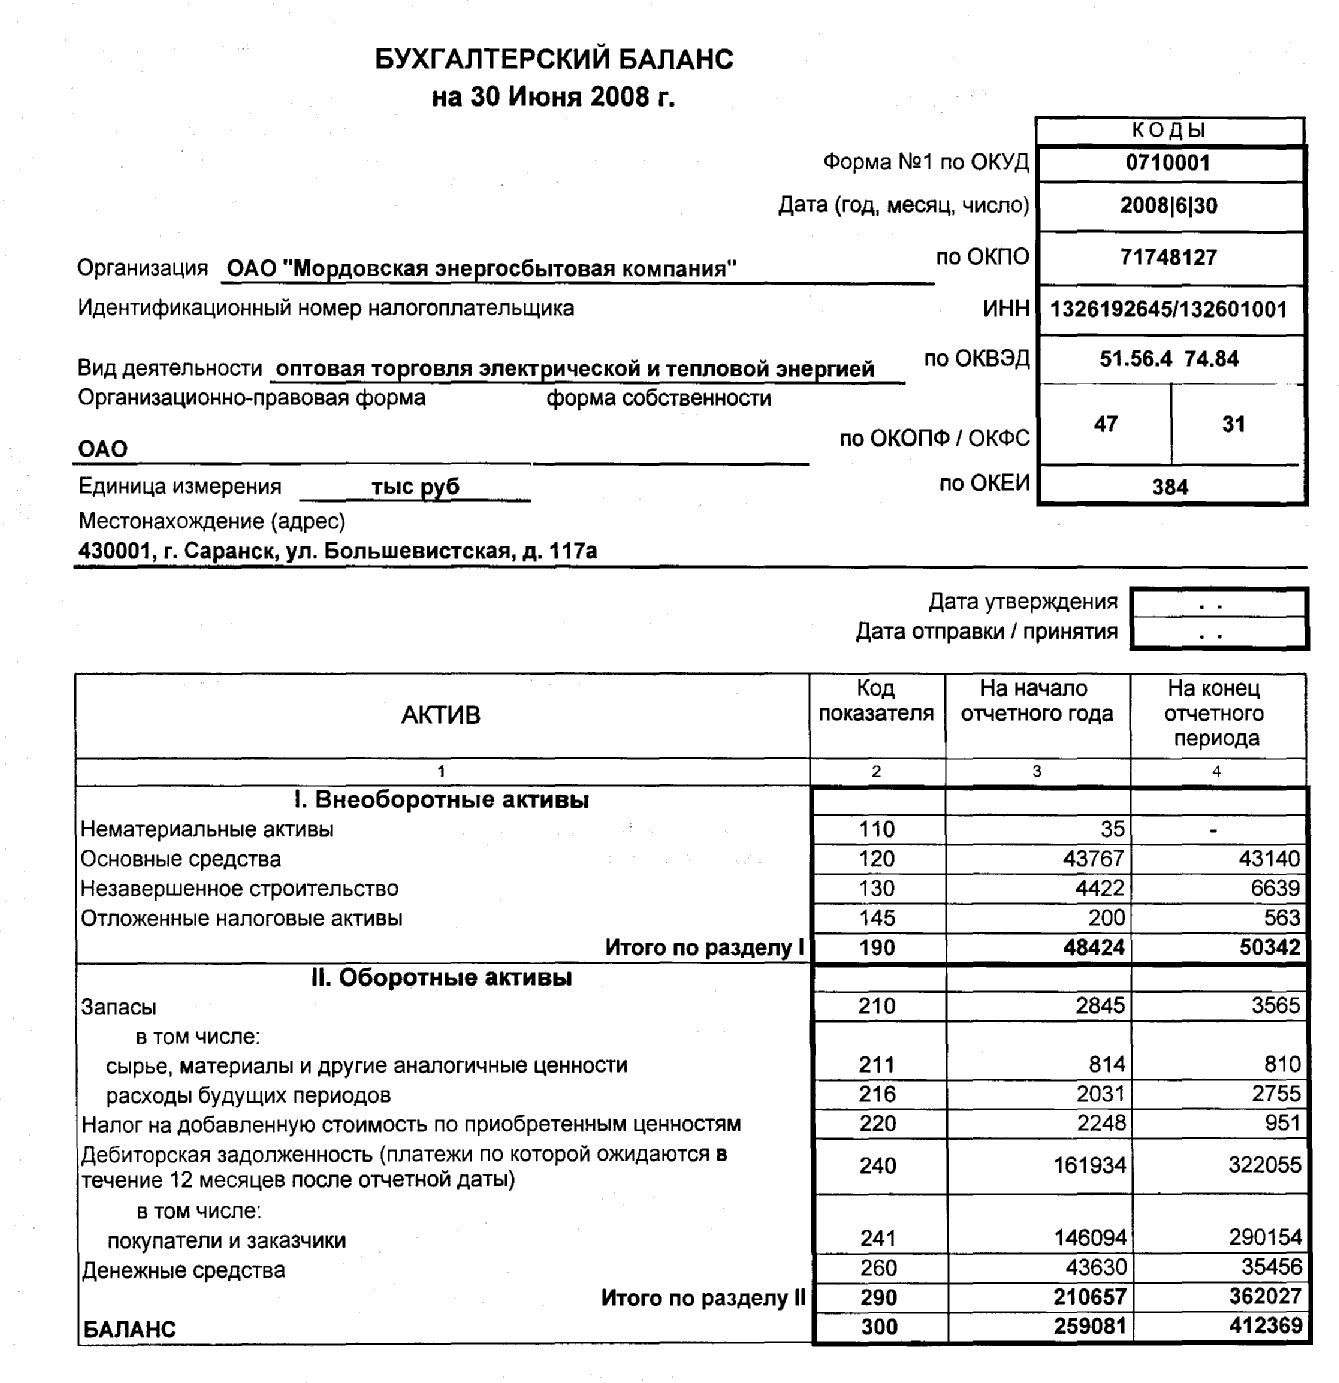 БУХГАЛТЕРСКИЙ БАЛАНС
на 30 Июня 2008 г.
КОДЫ
Форма №1 по ОКУД 0710001
Дата (год, месяц, число) 2008|6|30
Организация ОАО "Мордовская энергосбытовая компания" по ОКПО 71748127
Идентификационный номер налогоплательщика ИНН 1326192645/132601001
Вид деятельности оптовая торговля электрической и тепловой энергией по ОКВЭД 51.56.4 74.84
Организационно-правовая форма форма собственности
ОАО по ОКОПФ / ОКФС 47 31
Единица измерения тыс руб по ОКЕИ 384
Местонахождение (адрес)
430001, г. Саранск, ул. Большевистская, д. 117а
Дата утверждения . .
Дата отправки / принятия . .
АКТИВ Код показателя На начало отчетного года На конец отчетного периода
1 2 3 4
I. Внеоборотные активы
Нематериальные активы 110 35 -
Основные средства 120 43767 43140
Незавершенное строительство 130 4422 6639
Отложенные налоговые активы 145 200 563
Итого по разделу I 190 48424 50342
II. Оборотные активы
Запасы 210 2845 3565
в том числе:
сырье, материалы и другие аналогичные ценности 211 814 810
расходы будущих периодов 216 2031 2755
Налог на добавленную стоимость по приобретенным ценностям 220 2248 951
Дебиторская задолженность (платежи по которой ожидаются в
течение 12 месяцев после отчетной даты) 240 161934 322055
в том числе:
покупатели и заказчики 241 146094 290154
Денежные средства 260 43630 35456
Итого по разделу II 290 210657 362027
БАЛАНС 300 259081 412369